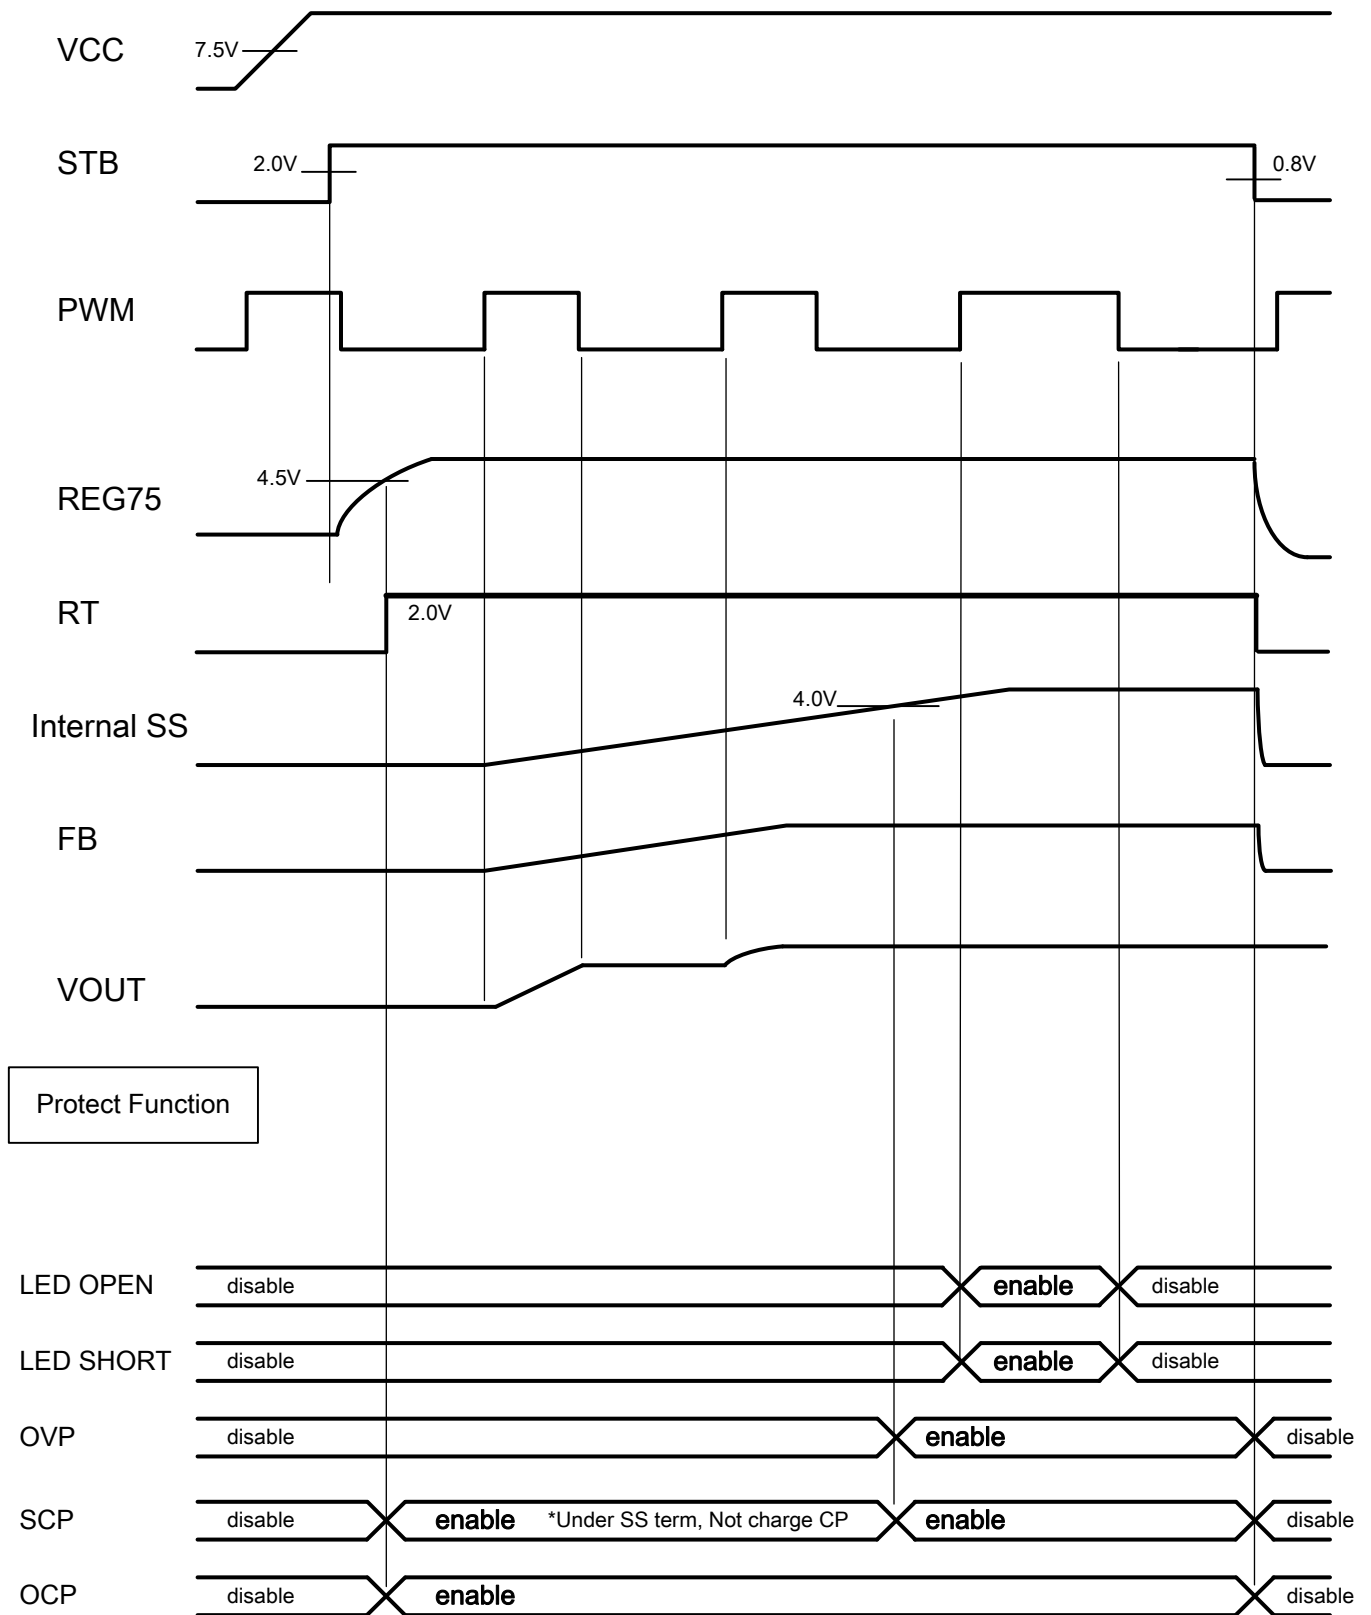 VCC
7.5V
STB
2.0V
0.8V
PWM
REG75
4.5V
RT
2.0V
Internal SS
4.0V
FB
VOUT
Protect Function
LED OPEN disable enable disable
LED SHORT disable enable disable
OVP disable enable disable
SCP disable enable *Under SS term, Not charge CP enable disable
OCP disable enable disable